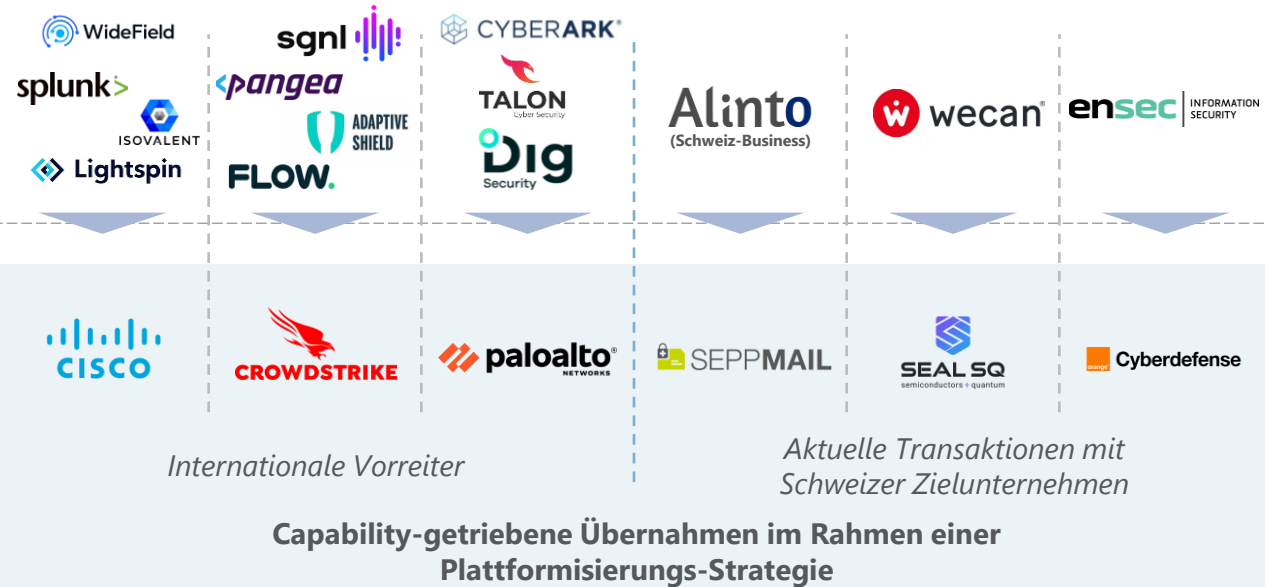 WideField
splunk>
ISOVALENT
Lightspin
sgnl
pangea
ADAPTIVE
SHIELD
FLOW.
CYBERARK®
TALON
Cyber Security
Dig
Security
Alinto
(Schweiz-Business)
wecan®
ensec
INFORMATION
SECURITY
CISCO
CROWDSTRIKE
paloalto®
NETWORKS
SEPPMAIL
SEAL SQ
semiconductors + quantum
orange
Cyberdefense
Internationale Vorreiter
Aktuelle Transaktionen mit
Schweizer Zielunternehmen
Capability-getriebene Übernahmen im Rahmen einer
Plattformisierungs-Strategie